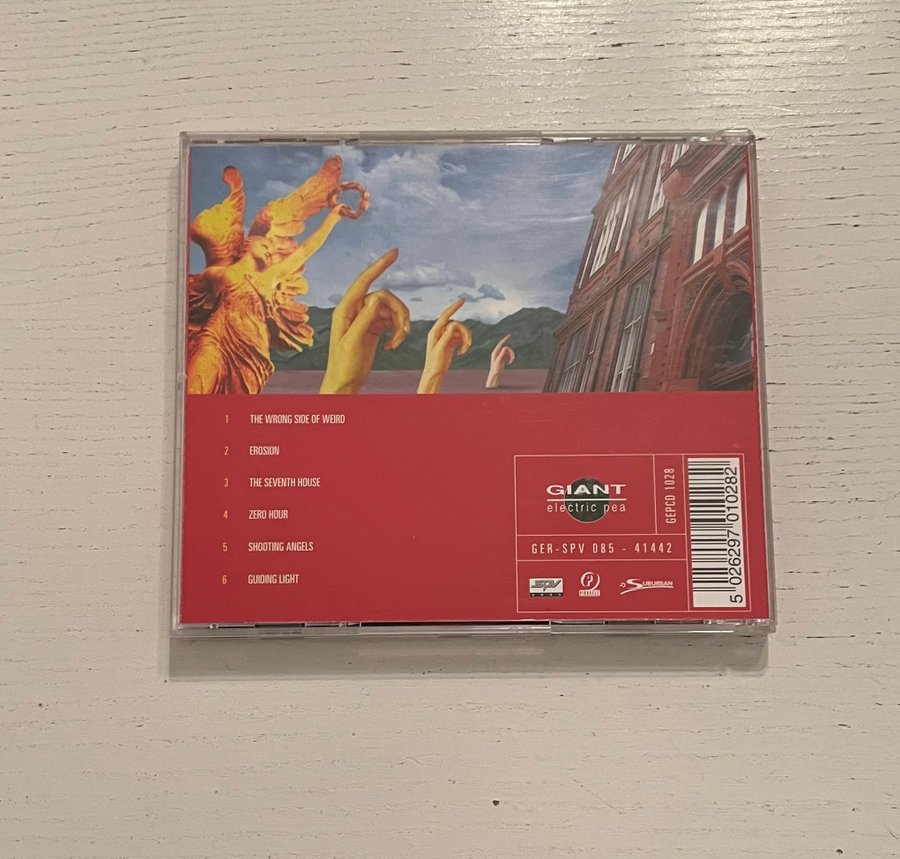 1 THE WRONG SIDE OF WEIRD
2 EROSION
3 THE SEVENTH HOUSE
4 ZERO HOUR
5 SHOOTING ANGELS
6 GUIDING LIGHT
GIANT
electric pea
GEPCD 1028
GER-SPV 085 - 41442
SPV
SUBURBAN
5 026297 010282